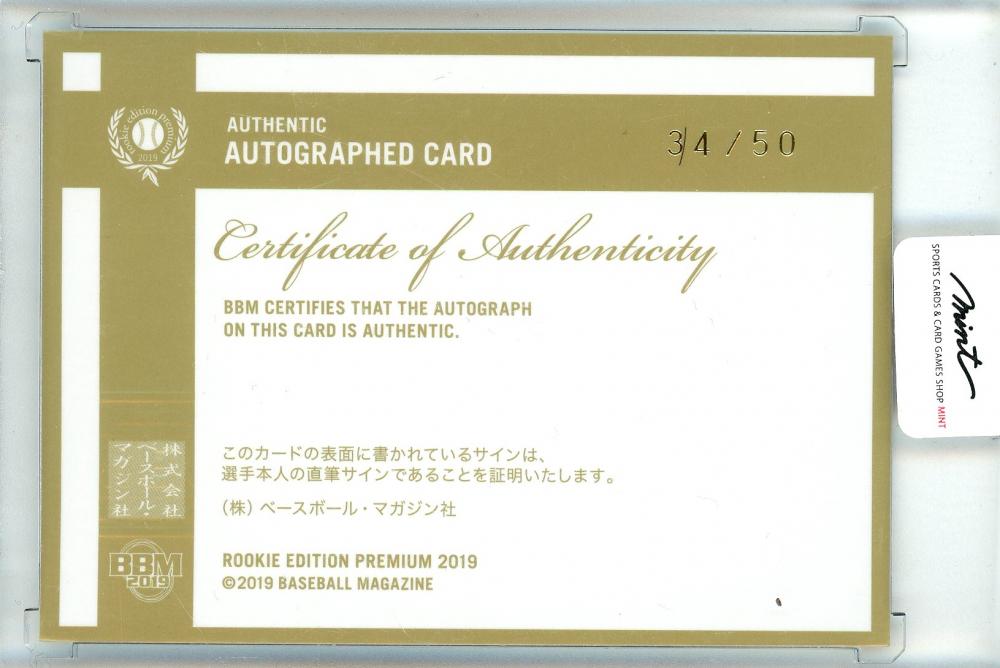 rookie edition premium
2019
AUTHENTIC
AUTOGRAPHED CARD
34/50
Certificate of Authenticity
BBM CERTIFIES THAT THE AUTOGRAPH
ON THIS CARD IS AUTHENTIC.
このカードの表面に書かれているサインは、
選手本人の直筆サインであることを証明いたします。
(株) ベースボール・マガジン社
株式会社
ベースボール・
マガジン社
BBM
2019
ROOKIE EDITION PREMIUM 2019
©2019 BASEBALL MAGAZINE
mint
SPORTS CARDS & CARD GAMES SHOP MINT